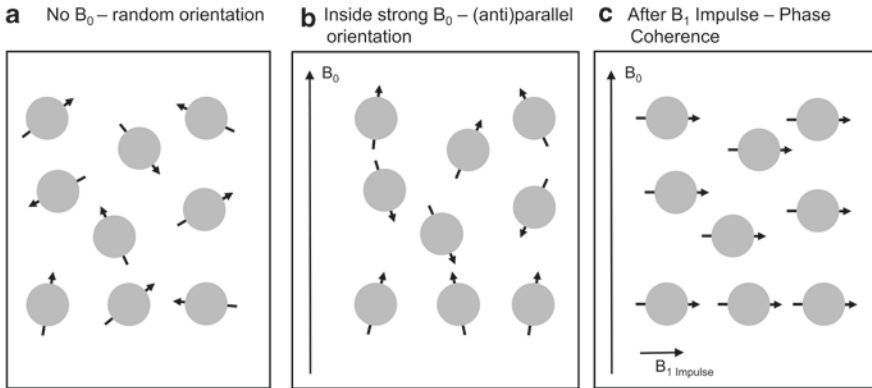 a No B₀ – random orientation
b Inside strong B₀ – (anti)parallel
orientation
c After B₁ Impulse – Phase
Coherence
B₀
B₀
B₁ Impulse